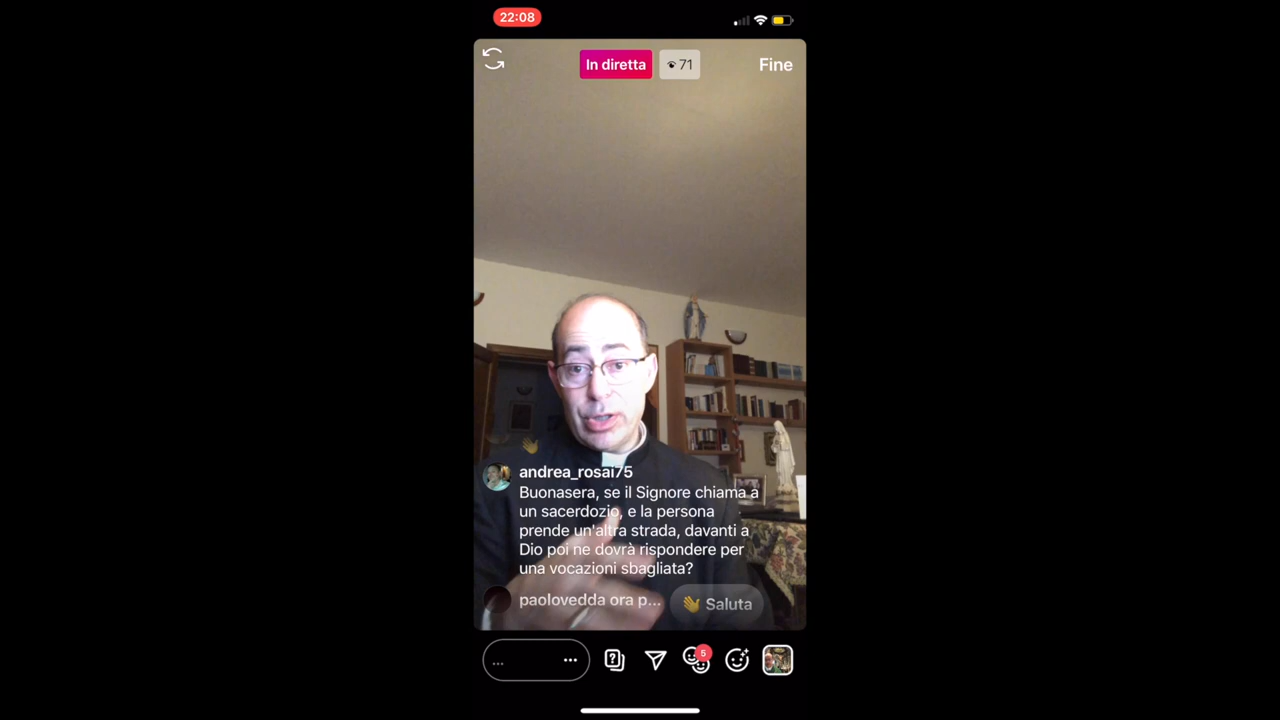 22:08
In diretta
71
Fine
andrea_rosai75
Buonasera, se il Signore chiama a
un sacerdozio, e la persona
prende un'altra strada, davanti a
Dio poi ne dovrà rispondere per
una vocazioni sbagliata?
paolovedda ora p...
👋 Saluta
...
5